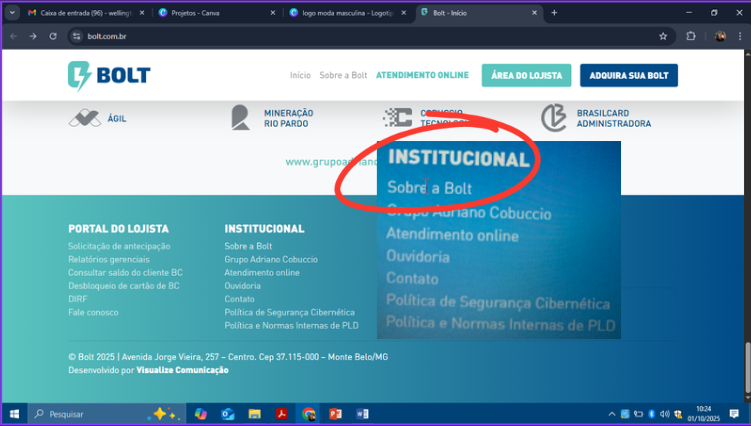 Caixa de entrada (96) - welling
Projetos - Canva
logo moda masculina - Logotip
Bolt - Início
bolt.com.br
BOLT
Início
Sobre a Bolt
ATENDIMENTO ONLINE
ÁREA DO LOJISTA
ADQUIRA SUA BOLT
ÁGIL
MINERAÇÃO
RIO PARDO
COBUCCIO
TECNOLOGIA
BRASILCARD
ADMINISTRADORA
www.grupoadriano
PORTAL DO LOJISTA
Solicitação de antecipação
Relatórios gerenciais
Consultar saldo do cliente BC
Desbloqueio de cartão de BC
DIRF
Fale conosco
INSTITUCIONAL
Sobre a Bolt
Grupo Adriano Cobuccio
Atendimento online
Ouvidoria
Contato
Política de Segurança Cibernética
Política e Normas Internas de PLD
INSTITUCIONAL
Sobre a Bolt
Grupo Adriano Cobuccio
Atendimento online
Ouvidoria
Contato
Política de Segurança Cibernética
Política e Normas Internas de PLD
© Bolt 2025 | Avenida Jorge Vieira, 257 – Centro. Cep 37.115-000 – Monte Belo/MG
Desenvolvido por Visualize Comunicação
Pesquisar
10:24
01/10/2025